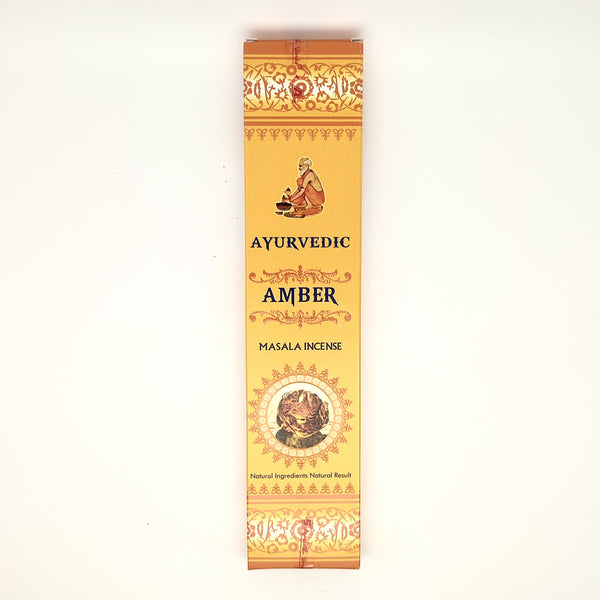 AYURVEDIC
AMBER
MASALA INCENSE
Natural Ingredients Natural Result